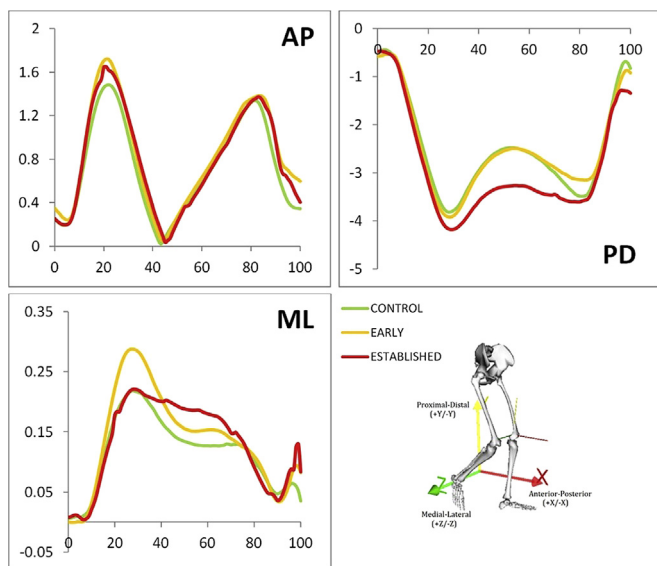 AP
2
1.6
1.2
0.8
0.4
0
0 20 40 60 80 100
PD
0
-1
-2
-3
-4
-5
0 20 40 60 80 100
ML
0.35
0.25
0.15
0.05
-0.05
0 20 40 60 80 100
CONTROL
EARLY
ESTABLISHED
Proximal-Distal
(+Y/-Y)
Y
X
Z
Anterior-Posterior
(+X/-X)
Medial-Lateral
(+Z/-Z)